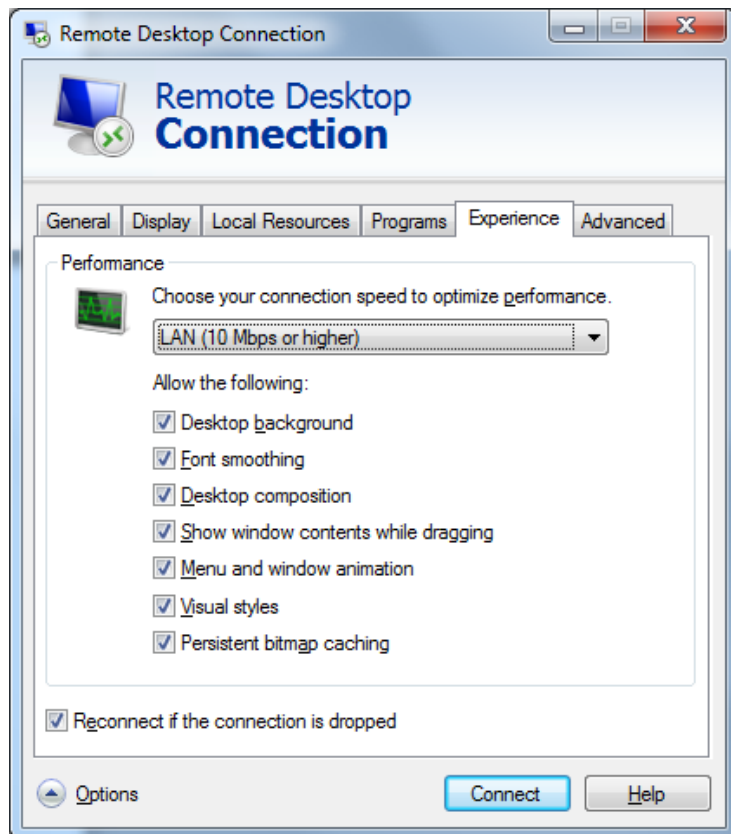 Remote Desktop Connection
Remote Desktop
Connection
General Display Local Resources Programs Experience Advanced
Performance
Choose your connection speed to optimize performance.
LAN (10 Mbps or higher)
Allow the following:
Desktop background
Font smoothing
Desktop composition
Show window contents while dragging
Menu and window animation
Visual styles
Persistent bitmap caching
Reconnect if the connection is dropped
Options Connect Help